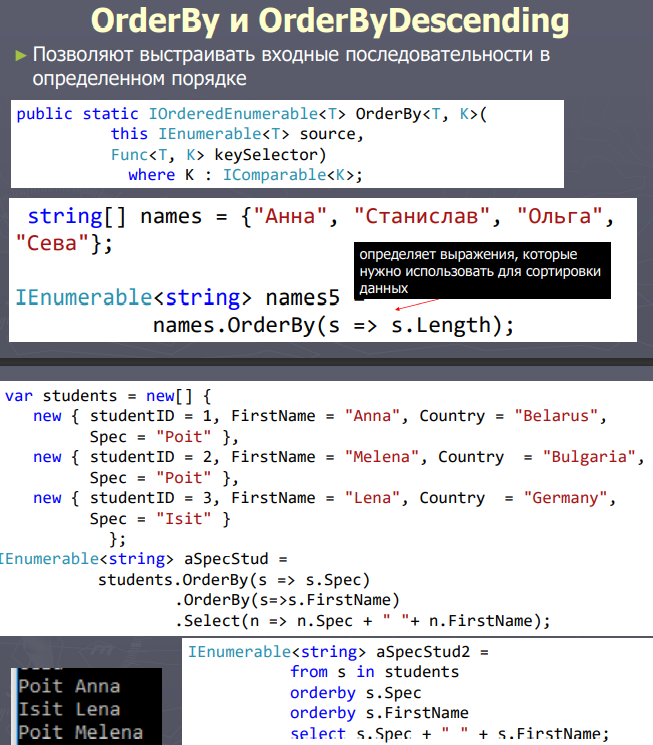 OrderBy и OrderByDescending
► Позволяют выстраивать входные последовательности в
определенном порядке
public static IOrderedEnumerable<T> OrderBy<T, K>(
this IEnumerable<T> source,
Func<T, K> keySelector)
where K : IComparable<K>;
string[] names = {"Анна", "Станислав", "Ольга",
"Сева"};
определяет выражения, которые
нужно использовать для сортировки
данных
IEnumerable<string> names5 =
names.OrderBy(s => s.Length);
var students = new[] {
new { studentID = 1, FirstName = "Anna", Country = "Belarus",
Spec = "Poit" },
new { studentID = 2, FirstName = "Melena", Country = "Bulgaria",
Spec = "Poit" },
new { studentID = 3, FirstName = "Lena", Country = "Germany",
Spec = "Isit" }
};
IEnumerable<string> aSpecStud =
students.OrderBy(s => s.Spec)
.OrderBy(s=>s.FirstName)
.Select(n => n.Spec + " "+ n.FirstName);
IEnumerable<string> aSpecStud2 =
from s in students
orderby s.Spec
orderby s.FirstName
select s.Spec + " " + s.FirstName;
Poit Anna
Isit Lena
Poit Melena